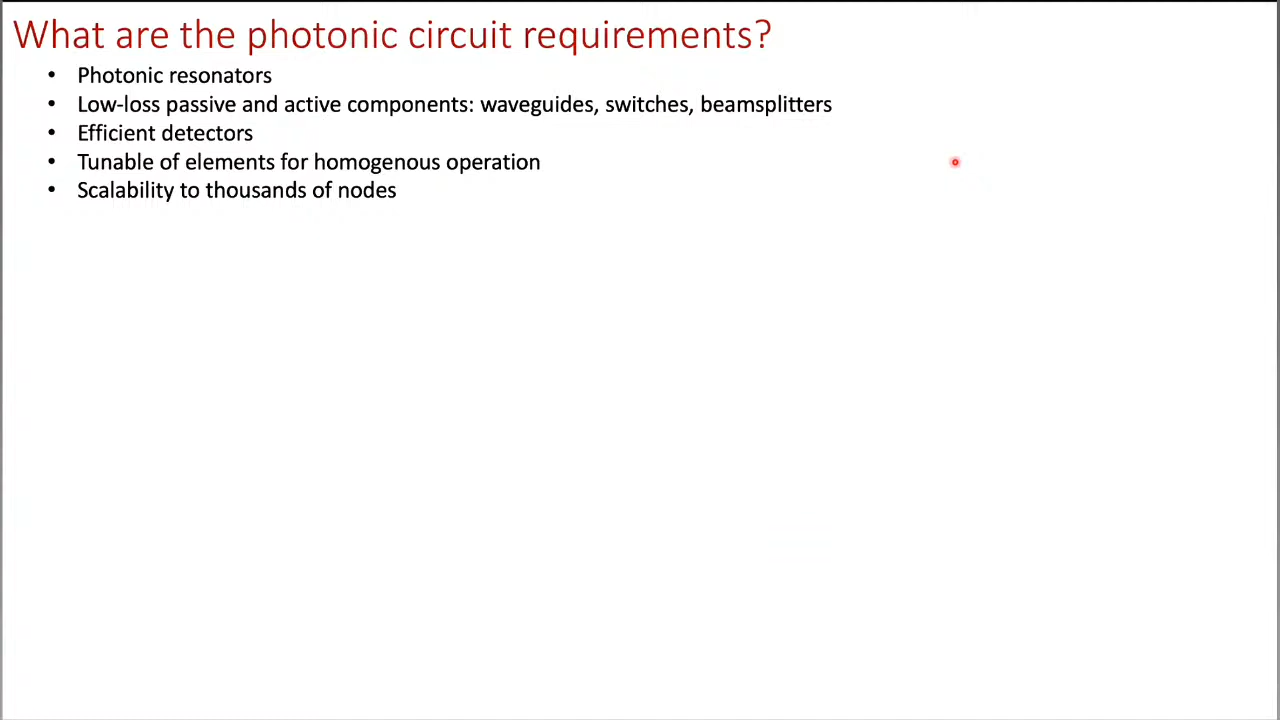 What are the photonic circuit requirements?
• Photonic resonators
• Low-loss passive and active components: waveguides, switches, beamsplitters
• Efficient detectors
• Tunable of elements for homogenous operation
• Scalability to thousands of nodes